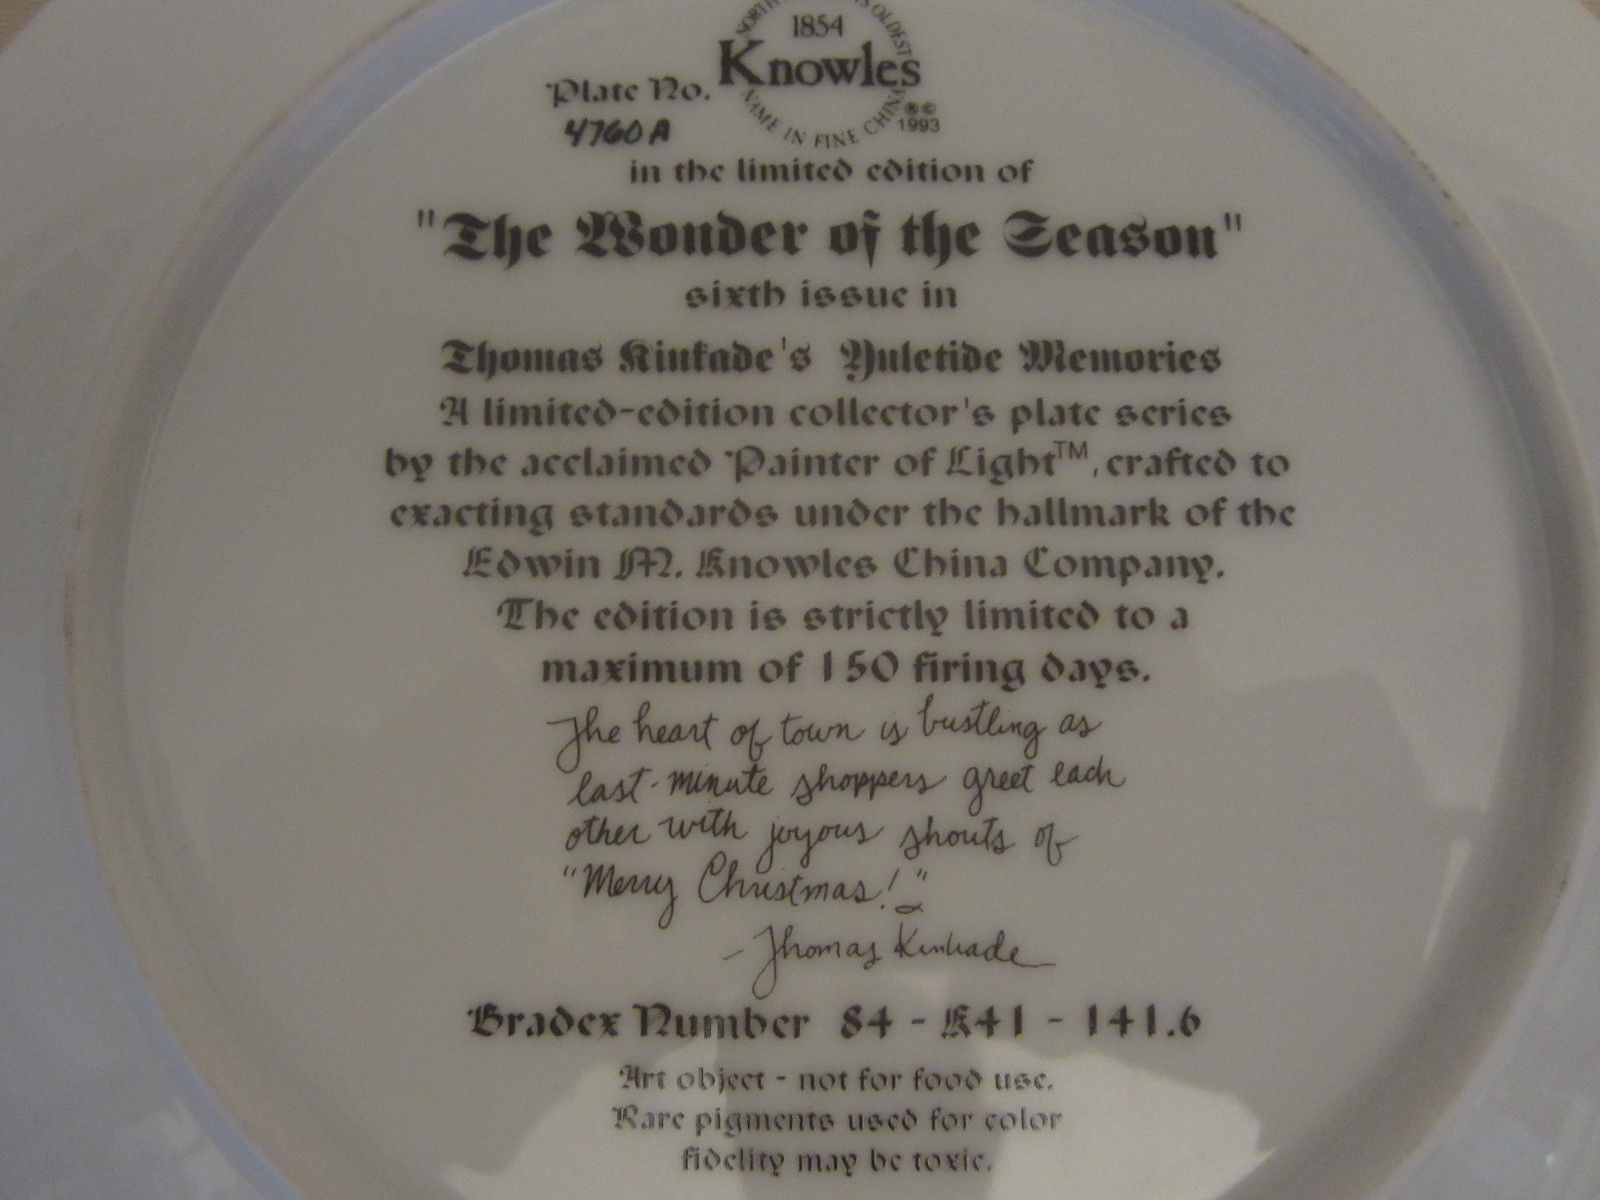 1854
Knowles
NAME IN FINE CHINA
®©
1993
Plate No.
4760A
in the limited edition of
"The Wonder of the Season"
sixth issue in
Thomas Kinkade's Yuletide Memories
A limited-edition collector's plate series
by the acclaimed Painter of Light™, crafted to
exacting standards under the hallmark of the
Edwin M. Knowles China Company.
The edition is strictly limited to a
maximum of 150 firing days.
The heart of town is bustling as
last-minute shoppers greet each
other with joyous shouts of
"Merry Christmas!"
- Thomas Kinkade
Bradex Number 84 - K41 - 141.6
Art object - not for food use.
Rare pigments used for color
fidelity may be toxic.